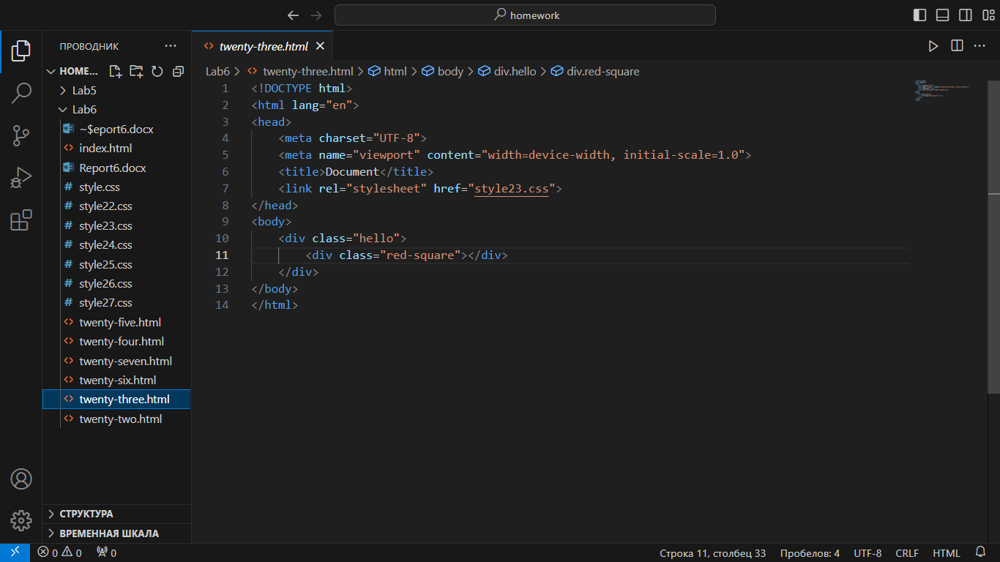 homework
ПРОВОДНИК
twenty-three.html
HOME...
Lab6 > twenty-three.html > html > body > div.hello > div.red-square
Lab5
Lab6
~$eport6.docx
index.html
Report6.docx
style.css
style22.css
style23.css
style24.css
style25.css
style26.css
style27.css
twenty-five.html
twenty-four.html
twenty-seven.html
twenty-six.html
twenty-three.html
twenty-two.html
СТРУКТУРА
ВРЕМЕННАЯ ШКАЛА
1 <!DOCTYPE html>
2 <html lang="en">
3 <head>
4 <meta charset="UTF-8">
5 <meta name="viewport" content="width=device-width, initial-scale=1.0">
6 <title>Document</title>
7 <link rel="stylesheet" href="style23.css">
8 </head>
9 <body>
10 <div class="hello">
11 <div class="red-square"></div>
12 </div>
13 </body>
14 </html>
0 0 0 Строка 11, столбец 33 Пробелов: 4 UTF-8 CRLF HTML